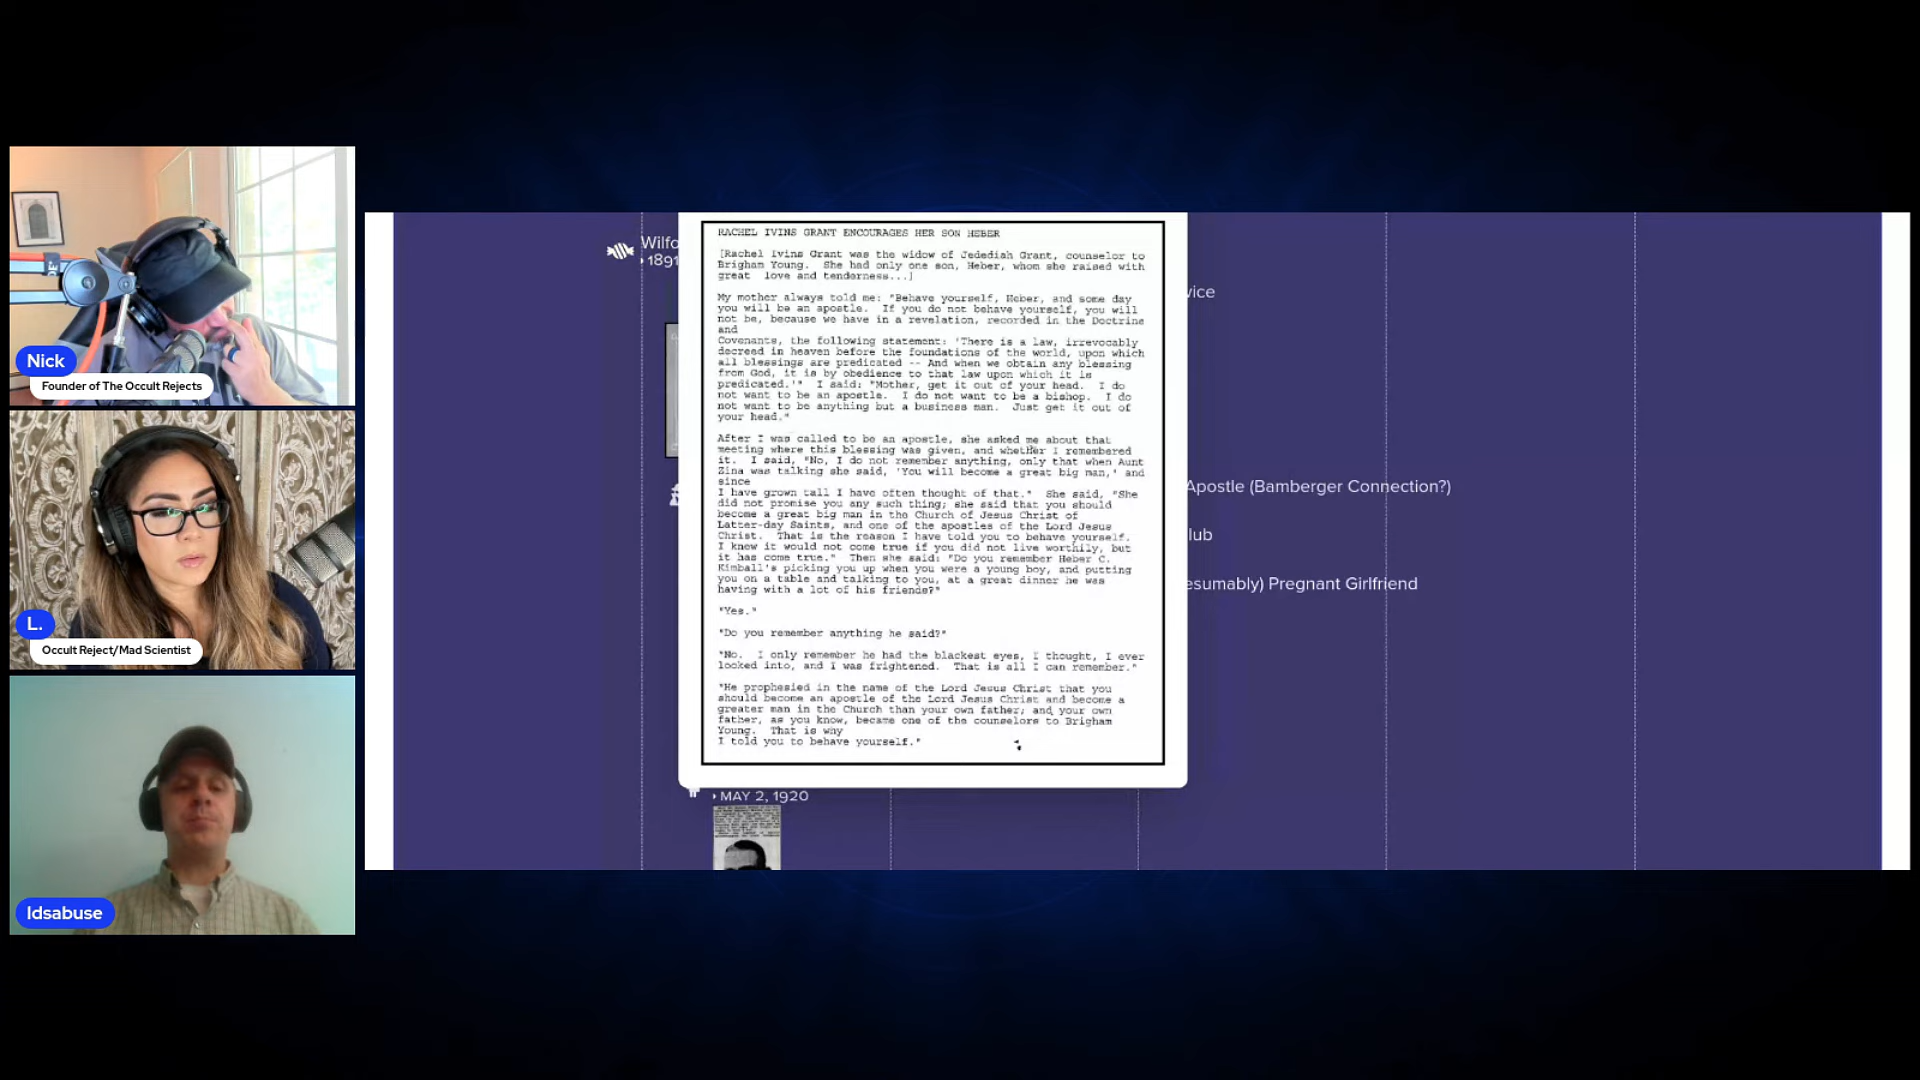 Nick
Founder of The Occult Rejects
L.
Occult Reject/Mad Scientist
Idsabuse
Wilfo
1891
RACHEL IVINS GRANT ENCOURAGES HER SON HEBER
[Rachel Ivins Grant was the widow of Jedediah Grant, counselor to
Brigham Young. She had only one son, Heber, whom she raised with
great love and tenderness...]
My mother always told me: "Behave yourself, Heber, and some day
you will be an apostle. If you do not behave yourself, you will
not be, because we have in a revelation, recorded in the Doctrine
and
Covenants, the following statement: 'There is a law, irrevocably
decreed in heaven before the foundations of the world, upon which
all blessings are predicated -- And when we obtain any blessing
from God, it is by obedience to that law upon which it is
predicated.'" I said: "Mother, get it out of your head. I do
not want to be an apostle. I do not want to be a bishop. I do
not want to be anything but a business man. Just get it out of
your head."
After I was called to be an apostle, she asked me about that
meeting where this blessing was given, and whether I remembered
it. I said, "No, I do not remember anything, only that when Aunt
Zina was talking she said, 'You will become a great big man,' and
since
I have grown tall I have often thought of that." She said, "She
did not promise you any such thing; she said that you should
become a great big man in the Church of Jesus Christ of
Latter-day Saints, and one of the apostles of the Lord Jesus
Christ. That is the reason I have told you to behave yourself.
I knew it would not come true if you did not live worthily, but
it has come true." Then she said: "Do you remember Heber C.
Kimball's picking you up when you were a young boy, and putting
you on a table and talking to you, at a great dinner he was
having with a lot of his friends?"
"Yes."
"Do you remember anything he said?"
"No. I only remember he had the blackest eyes, I thought, I ever
looked into, and I was frightened. That is all I can remember."
"He prophesied in the name of the Lord Jesus Christ that you
should become an apostle of the Lord Jesus Christ and become a
greater man in the Church than your own father; and your own
father, as you know, became one of the counselors to Brigham
Young. That is why
I told you to behave yourself."
vice
Apostle (Bamberger Connection?)
lub
esumably) Pregnant Girlfriend
MAY 2, 1920